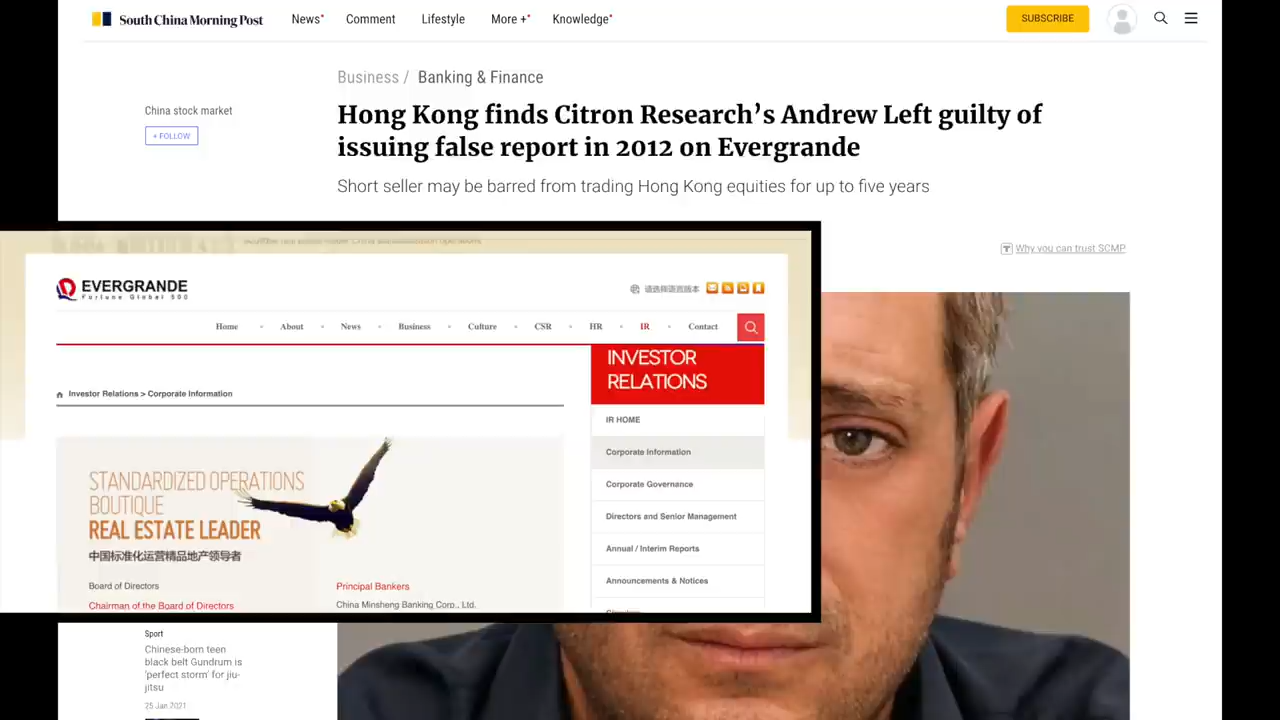 South China Morning Post
News
Comment
Lifestyle
More +
Knowledge
SUBSCRIBE
Business / Banking & Finance
China stock market
+ FOLLOW
Hong Kong finds Citron Research's Andrew Left guilty of
issuing false report in 2012 on Evergrande
Short seller may be barred from trading Hong Kong equities for up to five years
Why you can trust SCMP
EVERGRANDE
Fortune Global 500
请选择语言版本
Home
About
News
Business
Culture
CSR
HR
IR
Contact
INVESTOR
RELATIONS
Investor Relations > Corporate Information
IR HOME
Corporate Information
Corporate Governance
Directors and Senior Management
Annual / Interim Reports
Announcements & Notices
STANDARDIZED OPERATIONS
BOUTIQUE
REAL ESTATE LEADER
中国标准化运营精品地产领导者
Board of Directors
Chairman of the Board of Directors
Principal Bankers
China Minsheng Banking Corp., Ltd.
Sport
Chinese-born teen
black belt Gundrum is
'perfect storm' for jiu-
jitsu
25 Jan 2021